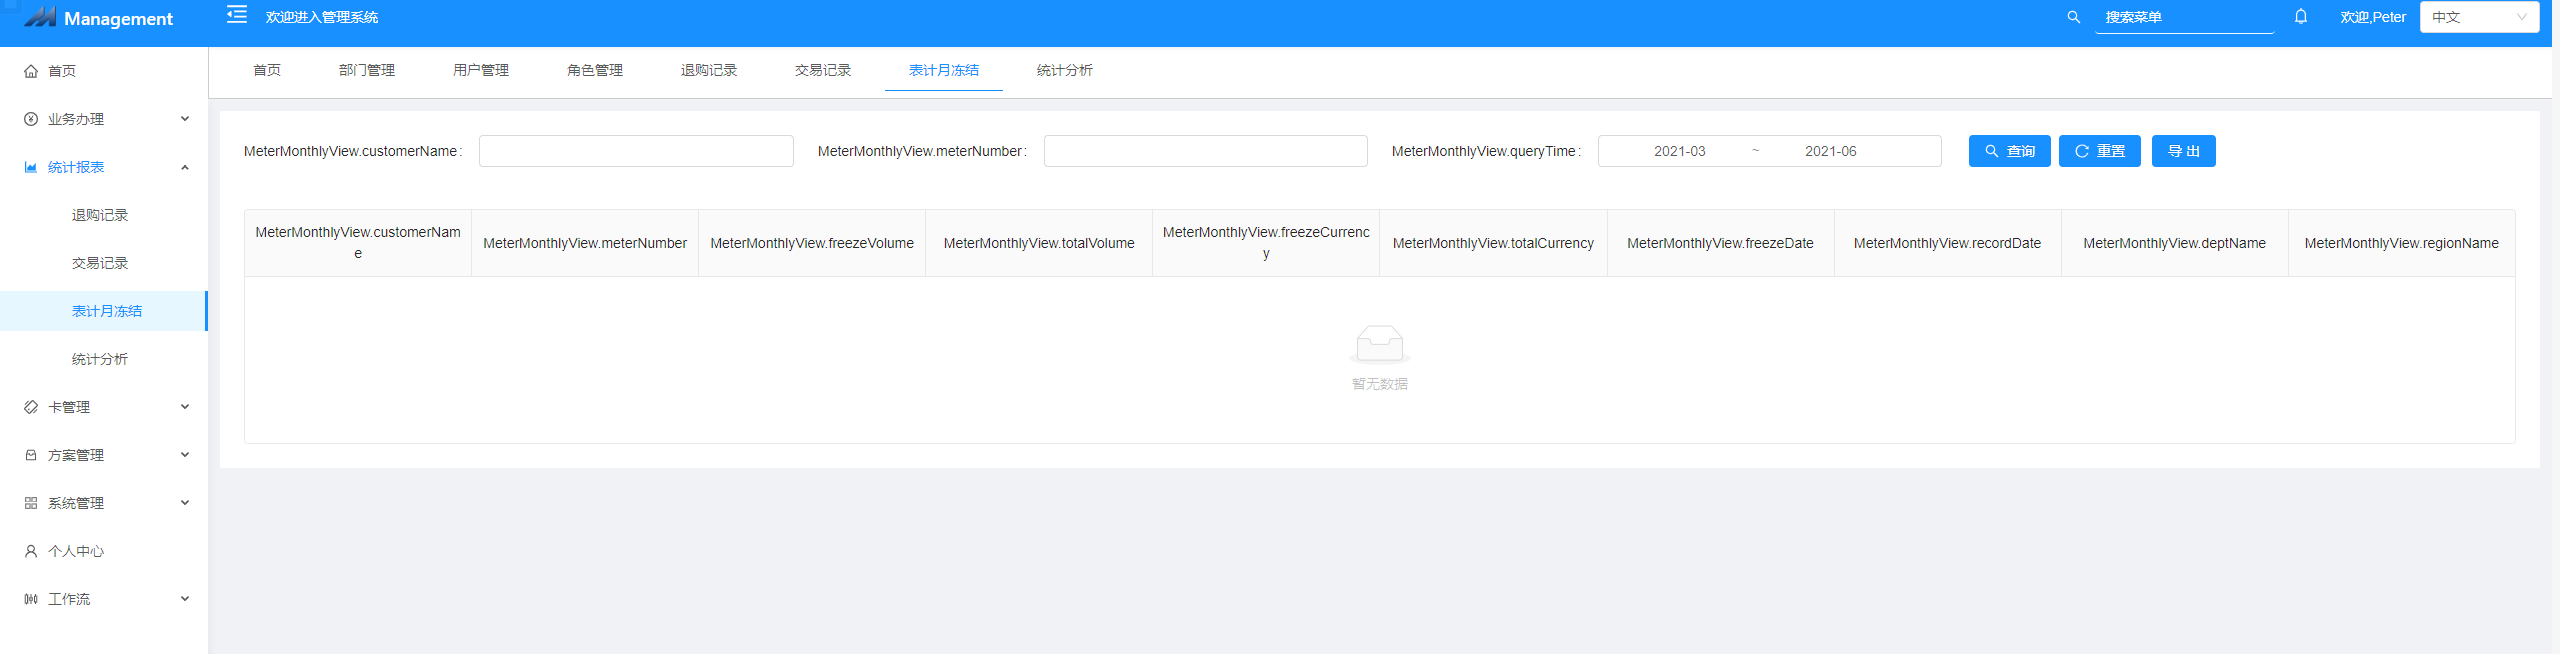 Management
欢迎进入管理系统
搜索菜单
欢迎,Peter
中文
首页
业务办理
统计报表
退购记录
交易记录
表计月冻结
统计分析
卡管理
方案管理
系统管理
个人中心
工作流
首页 部门管理 用户管理 角色管理 退购记录 交易记录 表计月冻结 统计分析
MeterMonthlyView.customerName: MeterMonthlyView.meterNumber: MeterMonthlyView.queryTime: 2021-03 ~ 2021-06 查询 重置 导出
MeterMonthlyView.customerNam
e
MeterMonthlyView.meterNumber
MeterMonthlyView.freezeVolume
MeterMonthlyView.totalVolume
MeterMonthlyView.freezeCurrenc
y
MeterMonthlyView.totalCurrency
MeterMonthlyView.freezeDate
MeterMonthlyView.recordDate
MeterMonthlyView.deptName
MeterMonthlyView.regionName
暂无数据